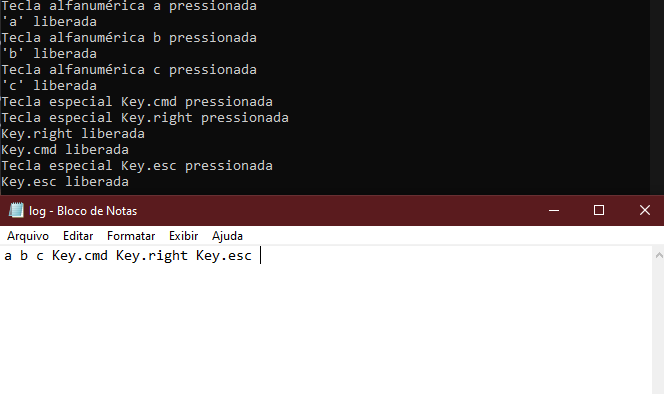 Tecla alfanumérica a pressionada
'a' liberada
Tecla alfanumérica b pressionada
'b' liberada
Tecla alfanumérica c pressionada
'c' liberada
Tecla especial Key.cmd pressionada
Tecla especial Key.right pressionada
Key.right liberada
Key.cmd liberada
Tecla especial Key.esc pressionada
Key.esc liberada
log - Bloco de Notas
Arquivo Editar Formatar Exibir Ajuda
a b c Key.cmd Key.right Key.esc